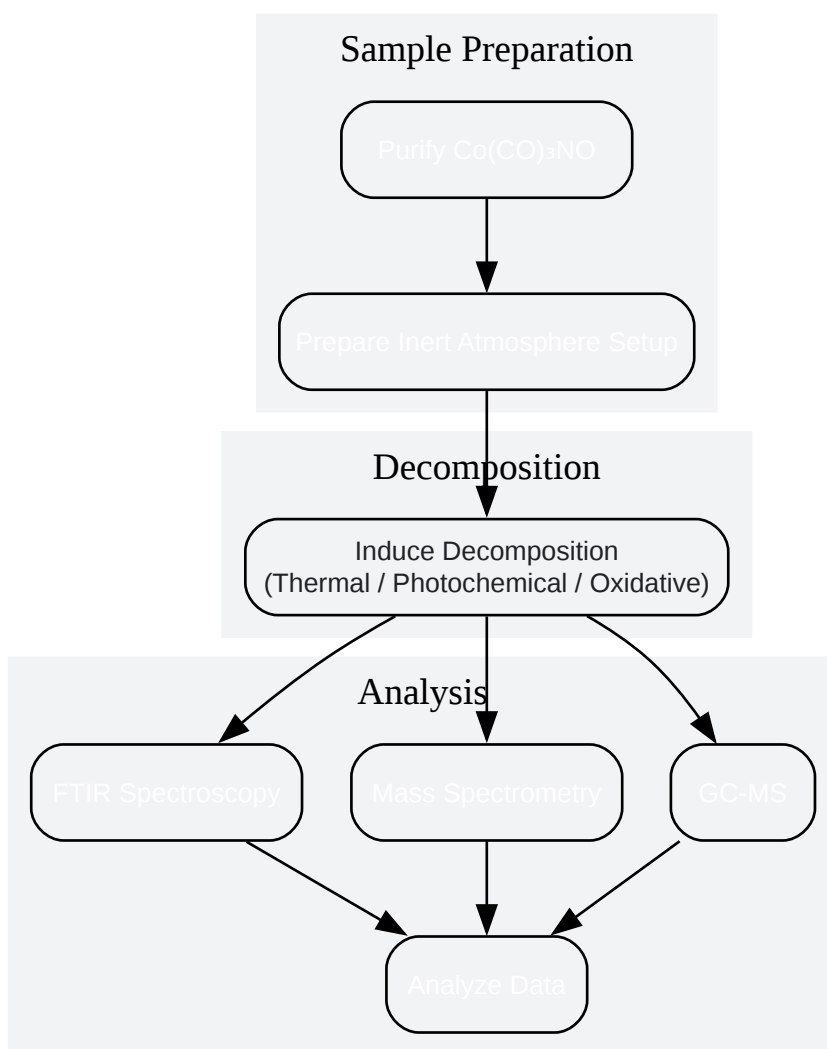 Sample Preparation
Purify Co(CO)₃NO
Prepare Inert Atmosphere Setup
Decomposition
Induce Decomposition
(Thermal / Photochemical / Oxidative)
Analysis
FTIR Spectroscopy
Mass Spectrometry
GC-MS
Analyze Data